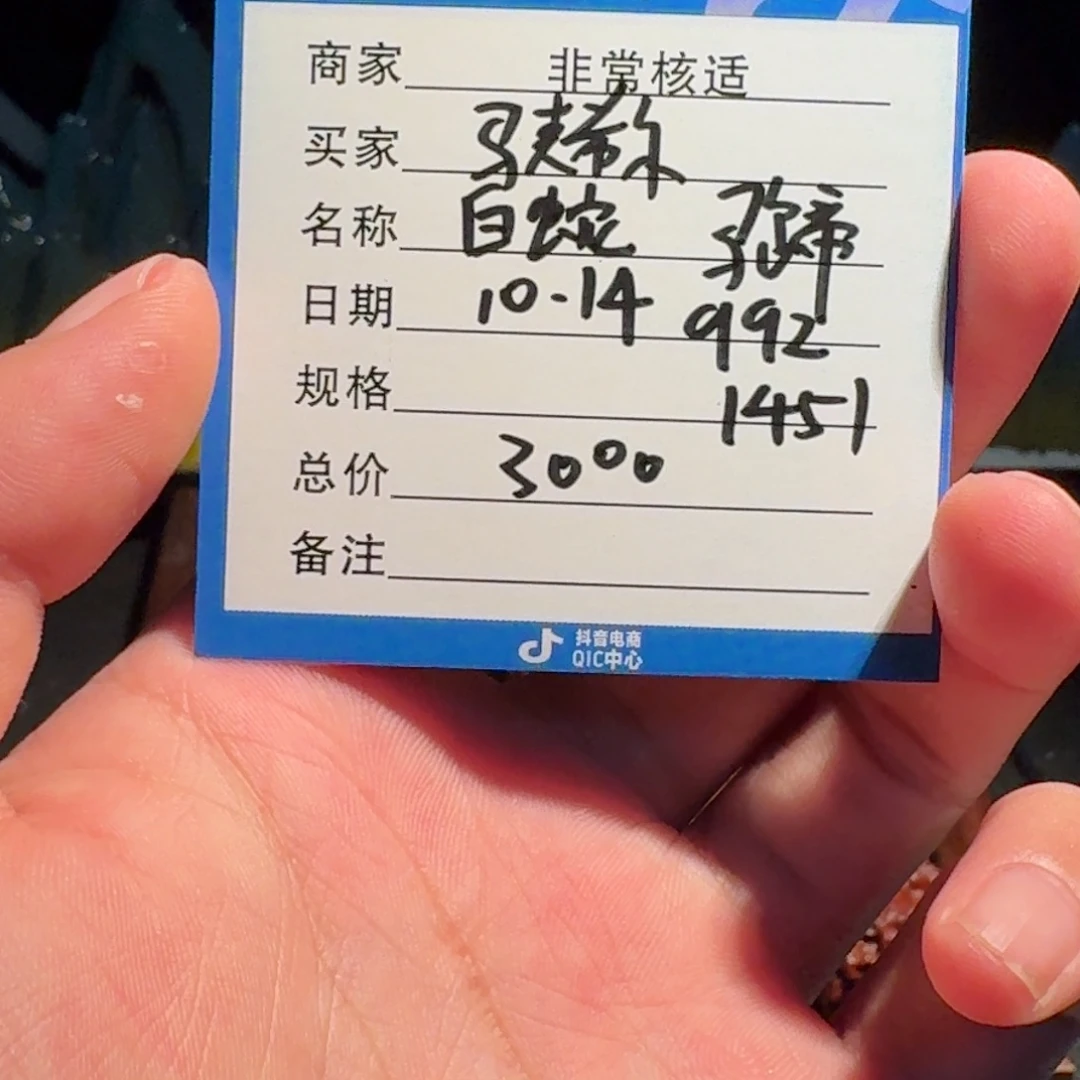 商家 非常核适
买家
名称 白蛇
日期 10-14 992
规格 1451
总价 3000
备注
抖音电商
QIC中心